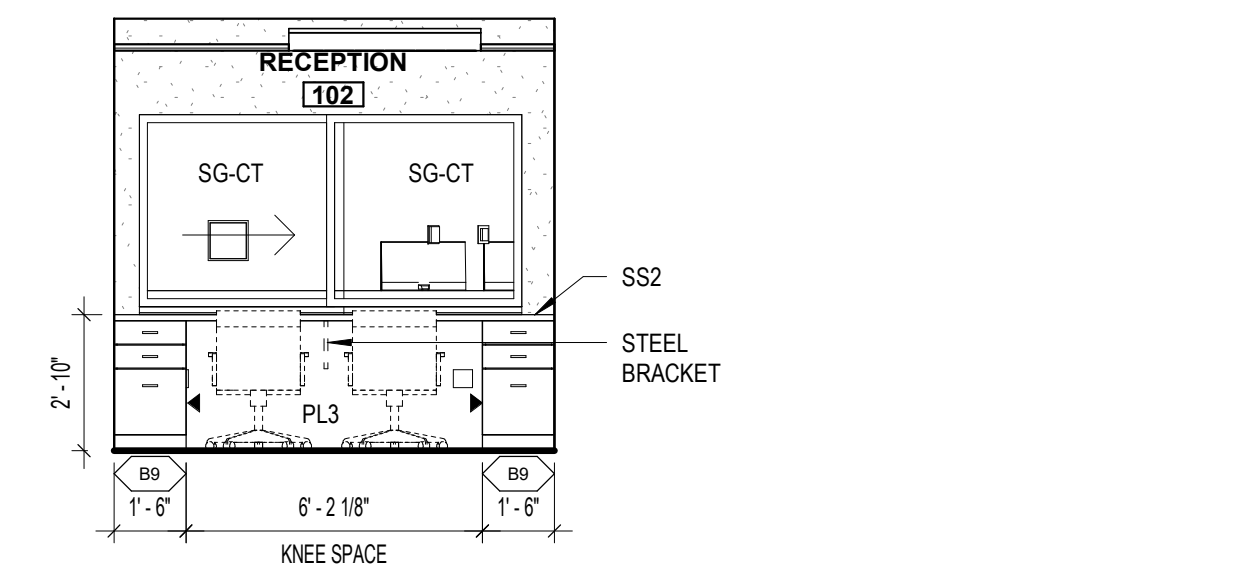 RECEPTION
102
SG-CT
SG-CT
SS2
STEEL
BRACKET
2' - 10"
PL3
B9
B9
1' - 6"
6' - 2 1/8"
1' - 6"
KNEE SPACE